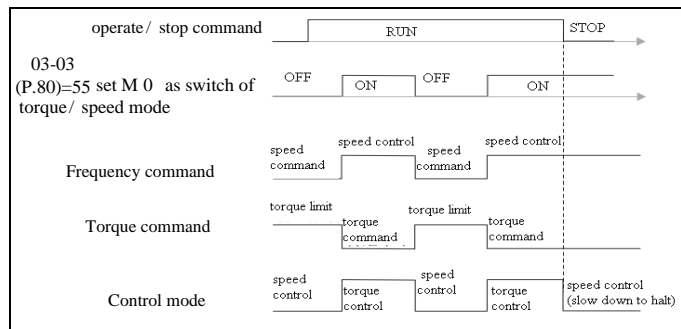 operate/ stop command
RUN
STOP
03-03
(P.80)=55 set M 0 as switch of
torque/ speed mode
OFF
ON
OFF
ON
Frequency command
speed
command
speed control
speed
command
speed control
Torque command
torque limit
torque
command
torque limit
torque
command
Control mode
speed
control
torque
control
speed
control
torque
control
speed control
(slow down to halt)